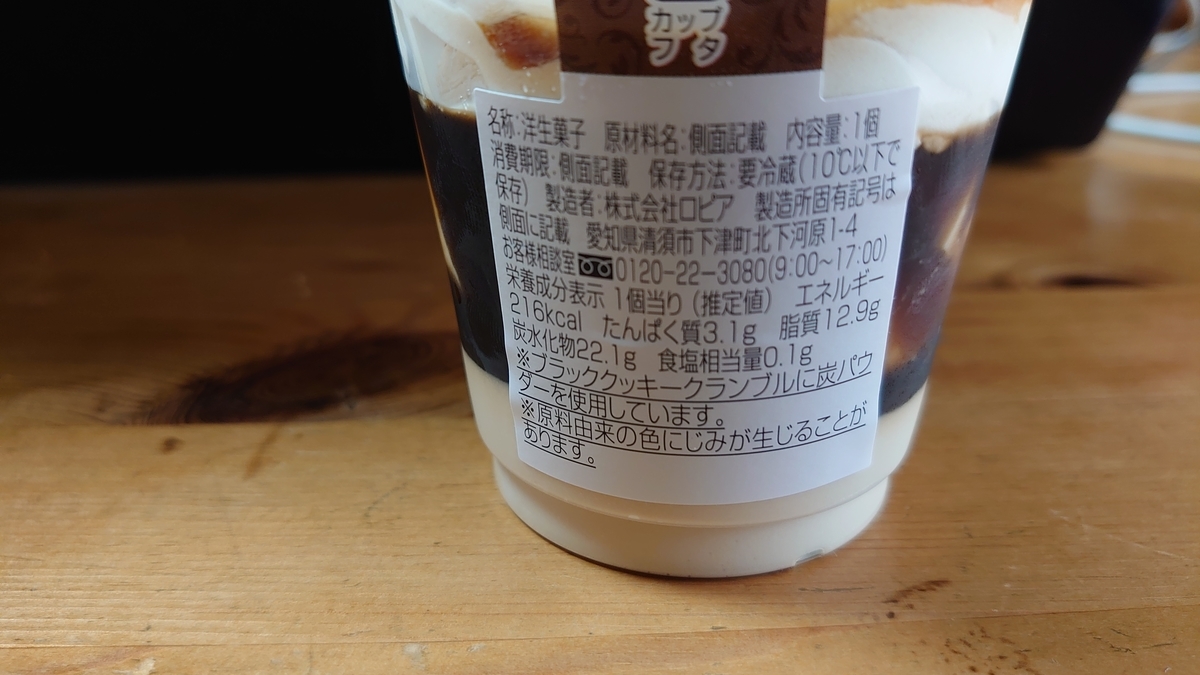 カップ
フタ
名称:洋生菓子 原材料名:側面記載 内容量:1個
消費期限:側面記載 保存方法:要冷蔵(10℃以下で
保存) 製造者:株式会社ロピア 製造所固有記号は
側面に記載 愛知県清須市下津町北下河原1-4
お客様相談室 0120-22-3080(9:00~17:00)
栄養成分表示 1個当り (推定値) エネルギー
216kcal たんぱく質3.1g 脂質12.9g
炭水化物22.1g 食塩相当量0.1g
※ブラッククッキークランブルに炭パウ
ダーを使用しています。
※原料由来の色にじみが生じることが
あります。